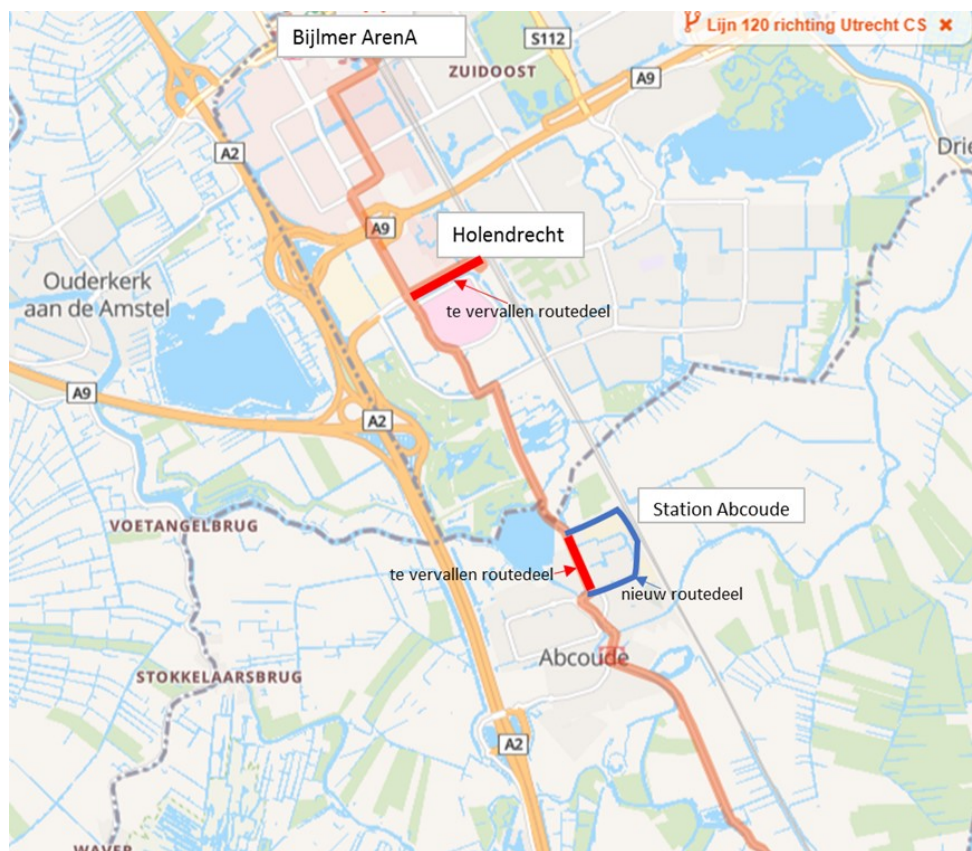 Bijlmer ArenA
Lijn 120 richting Utrecht CS ×
S112
ZUIDOOST
A9
A2
Drie
A9
Holendrecht
Ouderkerk
aan de Amstel
te vervallen routedeel
A9
A2
Station Abcoude
VOETANGELBRUG
te vervallen routedeel
nieuw routedeel
Abcoude
STOKKELAARSBRUG
A2
WAVER